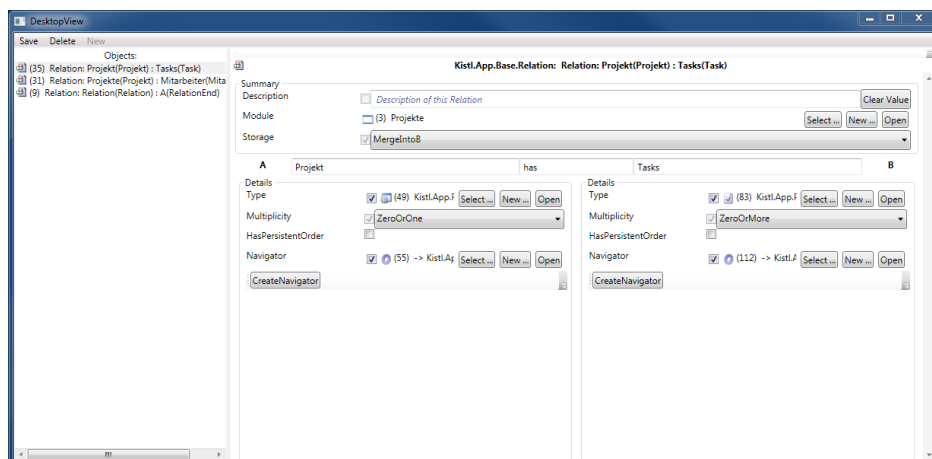 DesktopView
Save Delete New
Objects:
(35) Relation: Projekt(Projekt) : Tasks(Task)
(31) Relation: Projekte(Projekt) : Mitarbeiter(Mita
(9) Relation: Relation(Relation) : A(RelationEnd)
Kistl.App.Base.Relation: Relation: Projekt(Projekt) : Tasks(Task)
Summary
Description Description of this Relation Clear Value
Module (3) Projekte Select ... New ... Open
Storage MergeIntoB
A Projekt has Tasks B
Details Details
Type (49) Kistl.App.F Select ... New ... Open Type (83) Kistl.App.F Select ... New ... Open
Multiplicity ZeroOrOne Multiplicity ZeroOrMore
HasPersistentOrder HasPersistentOrder
Navigator (55) -> Kistl.Ap Select ... New ... Open Navigator (112) -> Kistl.A Select ... New ... Open
CreateNavigator CreateNavigator